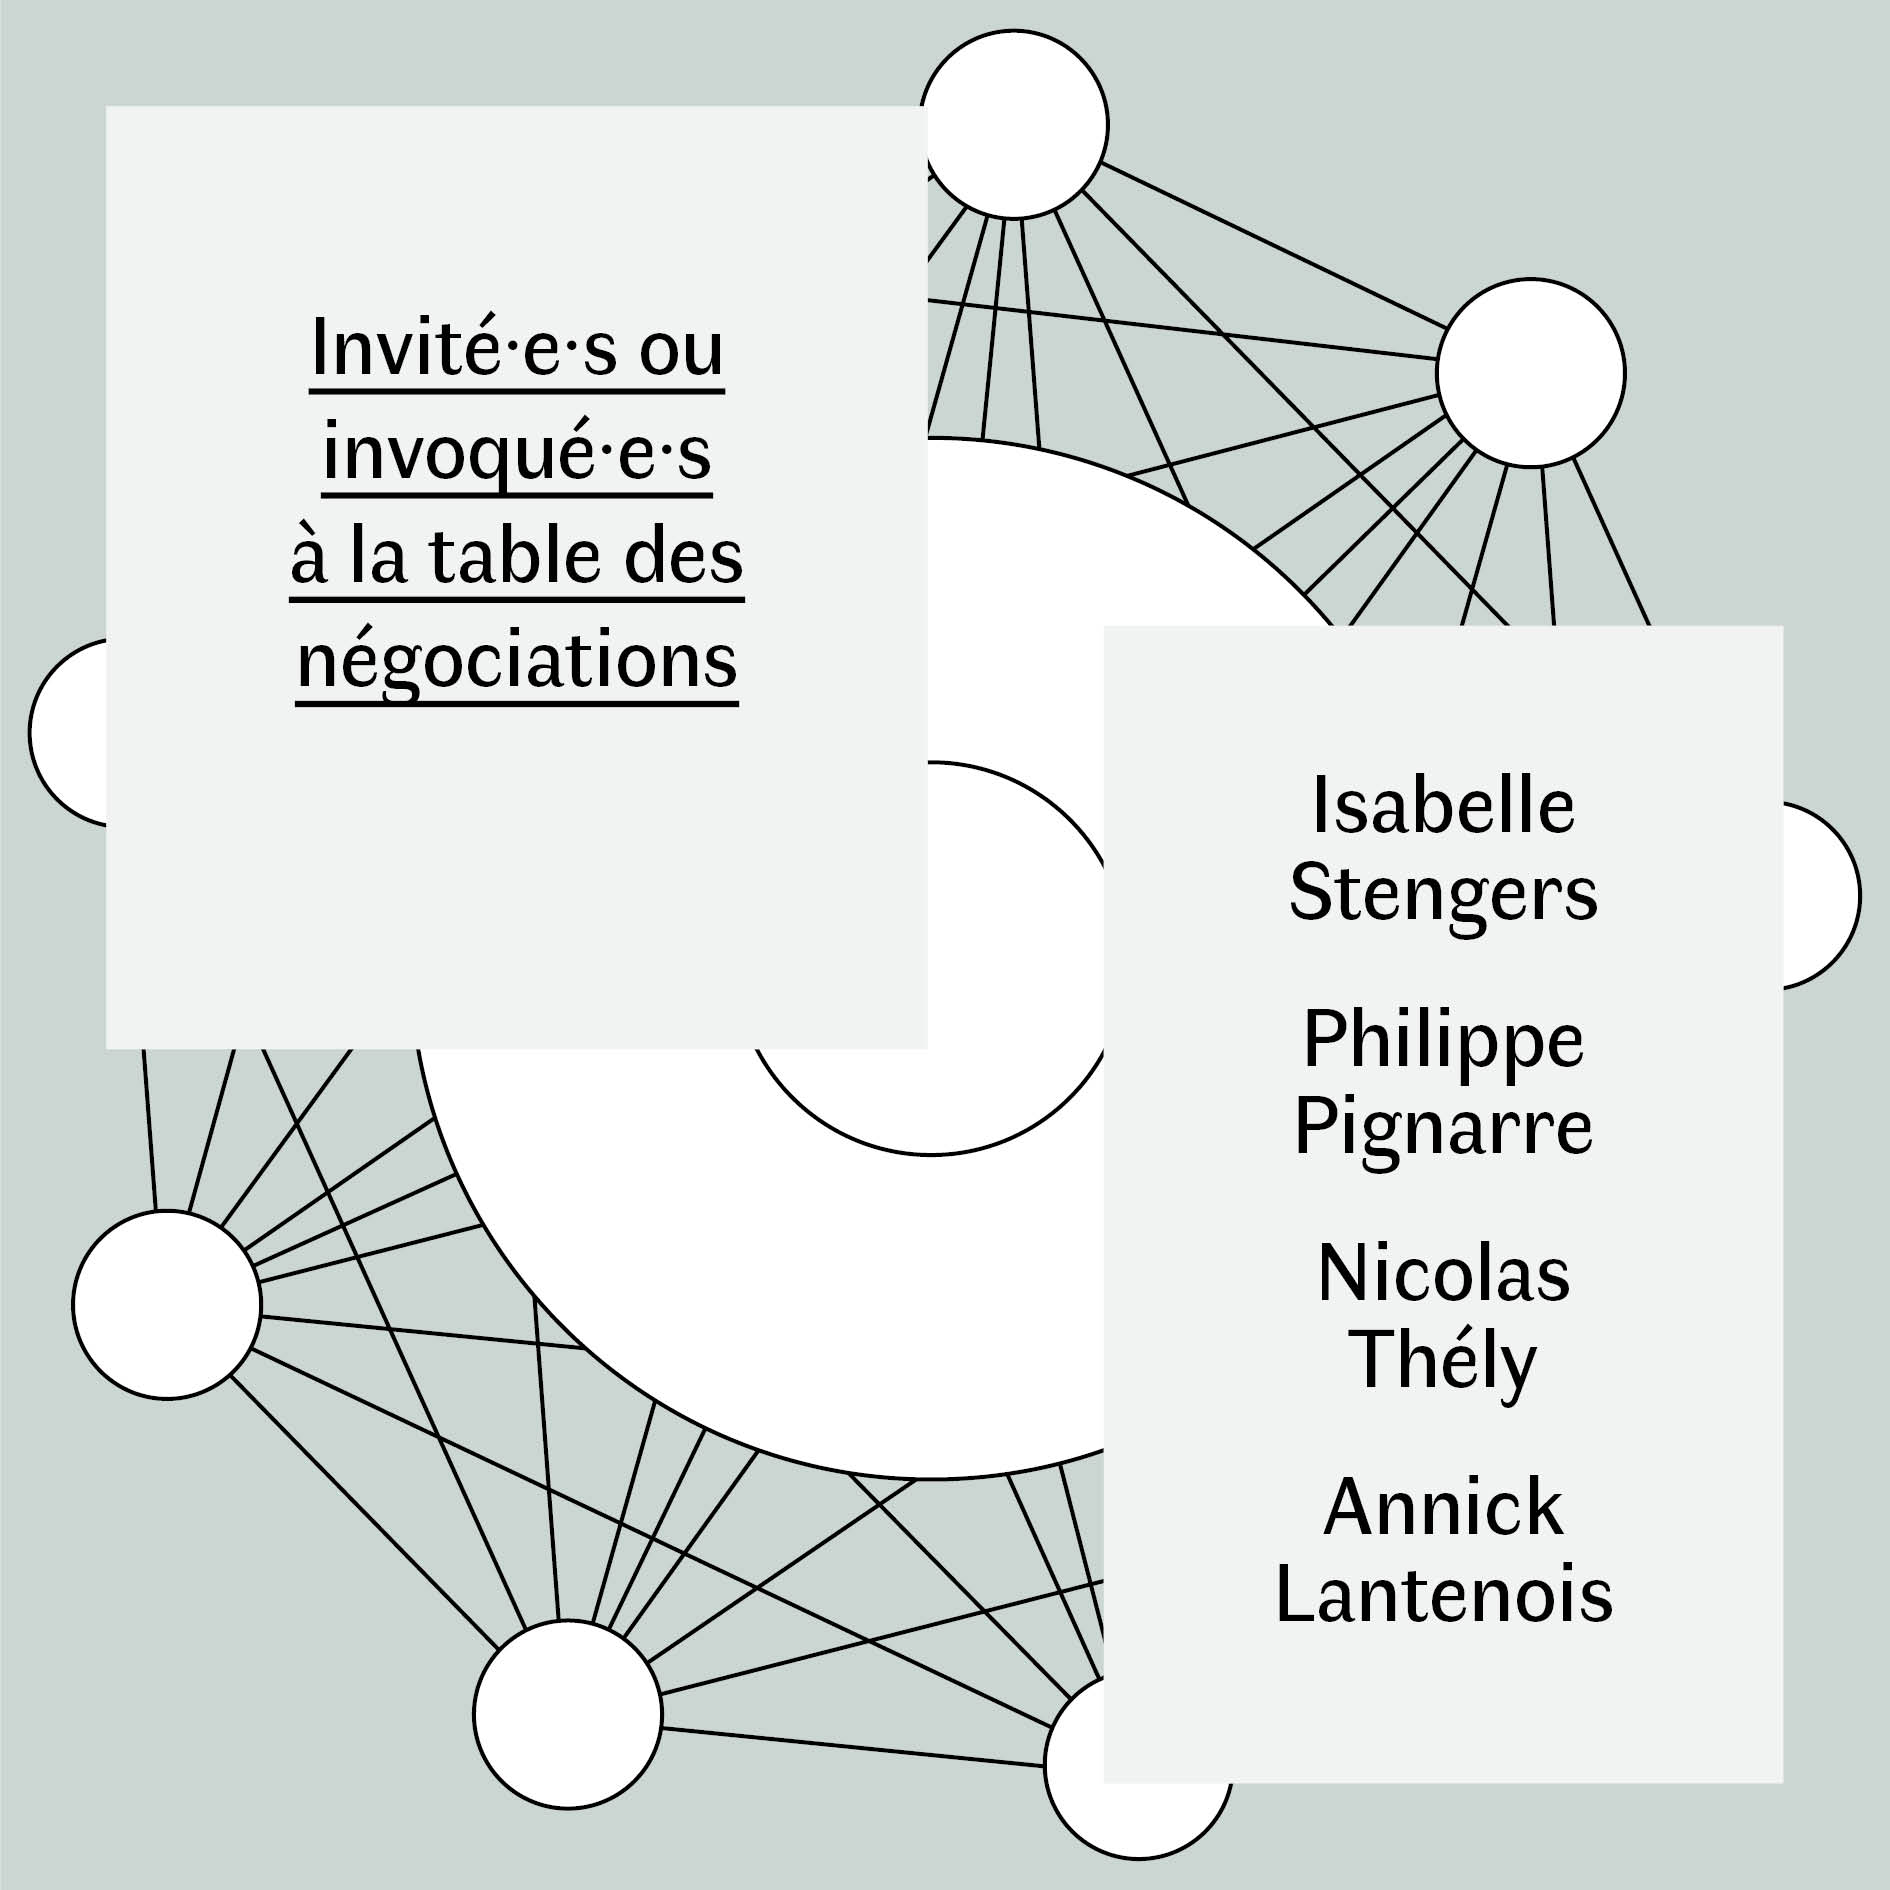 Invité·e·s ou
invoqué·e·s
à la table des
négociations
Isabelle
Stengers
Philippe
Pignarre
Nicolas
Thély
Annick
Lantenois